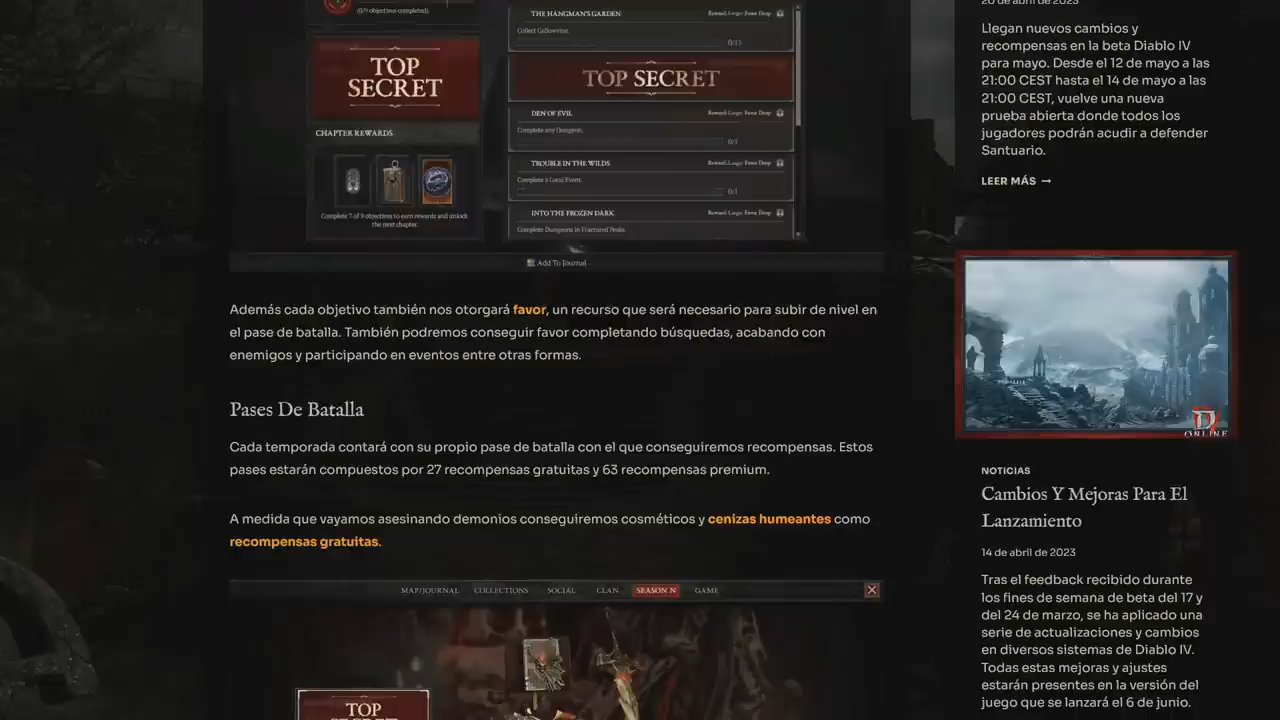 (0/9 objectives completed)
TOP
SECRET
CHAPTER REWARDS
Complete 7 of 9 objectives to earn rewards and unlock
the next chapter.
THE HANGMAN'S GARDEN
Collect Gallowvine.
0/15
TOP SECRET
DEN OF EVIL
Reward: Large Favor Drop
Complete any Dungeon.
0/1
TROUBLE IN THE WILDS
Reward: Large Favor Drop
Complete a Local Event.
0/1
INTO THE FROZEN DARK
Reward: Large Favor Drop
Complete Dungeons in Fractured Peaks.
Add To Journal
Además cada objetivo también nos otorgará favor, un recurso que será necesario para subir de nivel en
el pase de batalla. También podremos conseguir favor completando búsquedas, acabando con
enemigos y participando en eventos entre otras formas.
Pases De Batalla
Cada temporada contará con su propio pase de batalla con el que conseguiremos recompensas. Estos
pases estarán compuestos por 27 recompensas gratuitas y 63 recompensas premium.
A medida que vayamos asesinando demonios conseguiremos cosméticos y cenizas humeantes como
recompensas gratuitas.
MAP/JOURNAL COLLECTIONS SOCIAL CLAN SEASON N GAME
TOP
20 de abril de 2023
Llegan nuevos cambios y
recompensas en la beta Diablo IV
para mayo. Desde el 12 de mayo a las
21:00 CEST hasta el 14 de mayo a las
21:00 CEST, vuelve una nueva
prueba abierta donde todos los
jugadores podrán acudir a defender
Santuario.
LEER MÁS →
D
ONLINE
NOTICIAS
Cambios Y Mejoras Para El
Lanzamiento
14 de abril de 2023
Tras el feedback recibido durante
los fines de semana de beta del 17 y
del 24 de marzo, se ha aplicado una
serie de actualizaciones y cambios
en diversos sistemas de Diablo IV.
Todas estas mejoras y ajustes
estarán presentes en la versión del
juego que se lanzará el 6 de junio.